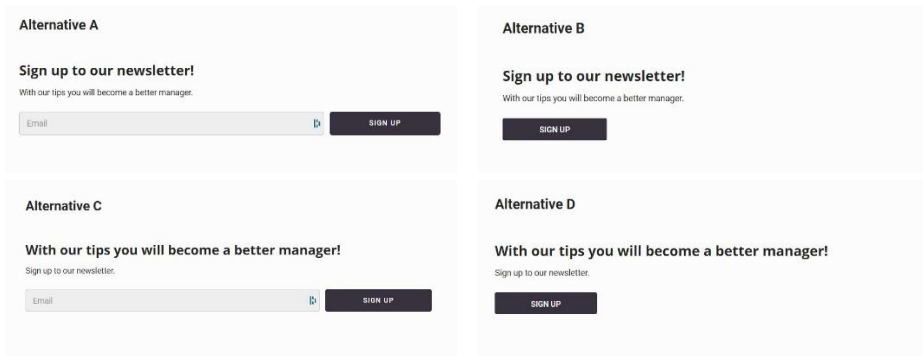 Alternative A
Sign up to our newsletter!
With our tips you will become a better manager.
Email
SIGN UP
Alternative B
Sign up to our newsletter!
With our tips you will become a better manager.
SIGN UP
Alternative C
With our tips you will become a better manager!
Sign up to our newsletter.
Email
SIGN UP
Alternative D
With our tips you will become a better manager!
Sign up to our newsletter.
SIGN UP